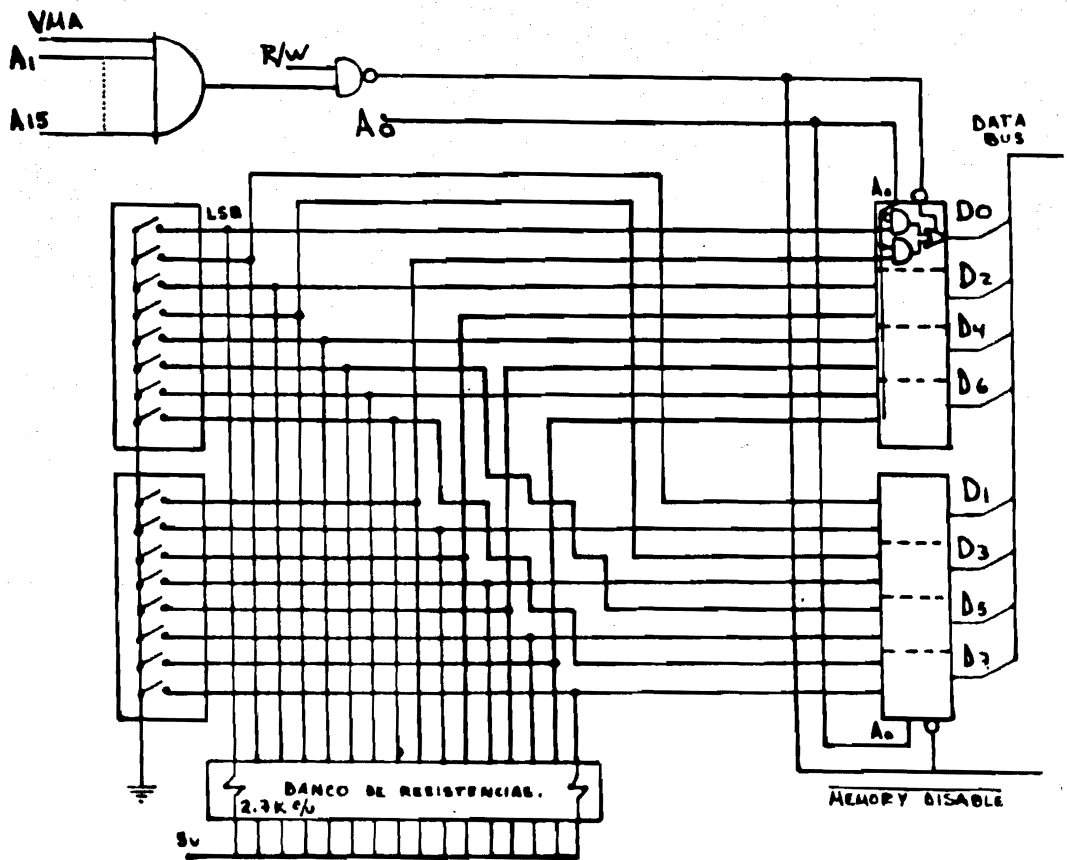 VMA
A1
R/W
A15
A0
DATA
BUS
A0
LSB
D0
D2
D4
D6
D1
D3
D5
D7
A0
BANCO DE RESISTENCIAS.
2.7K c/u
MEMORY DISABLE
5v